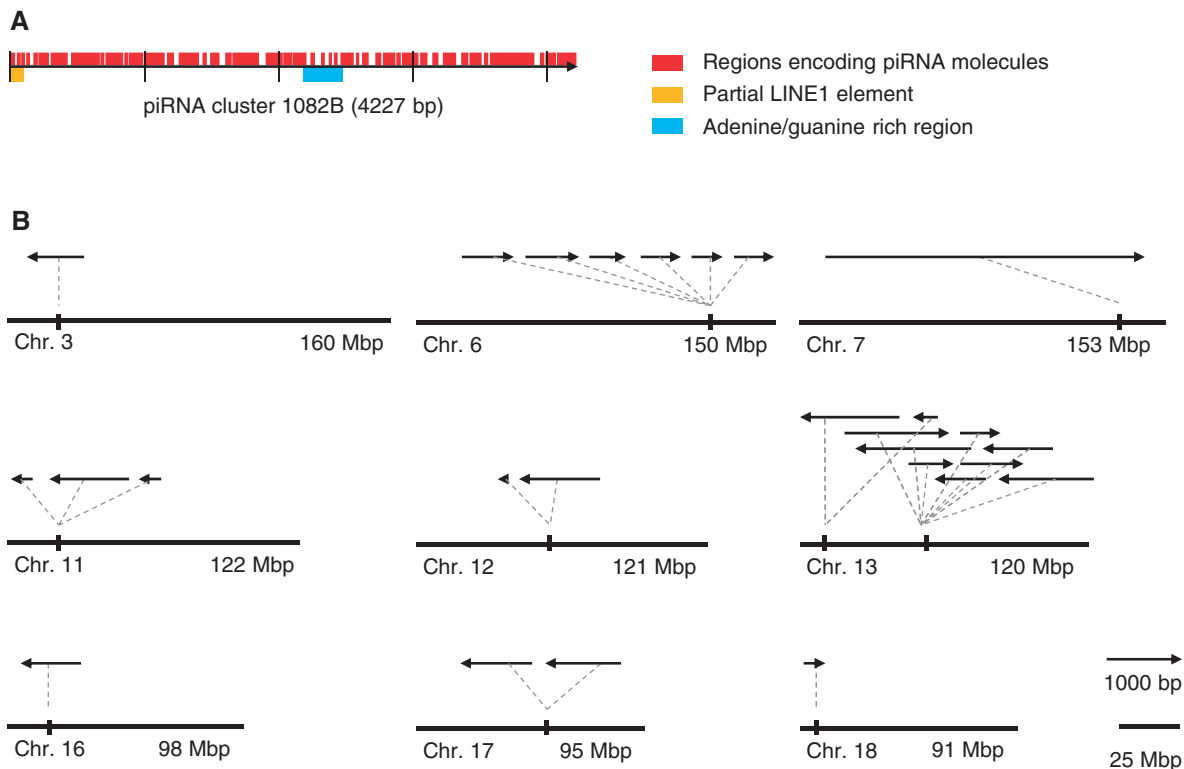 A
Regions encoding piRNA molecules
Partial LINE1 element
piRNA cluster 1082B (4227 bp)
Adenine/guanine rich region
B
Chr. 3 160 Mbp
Chr. 6 150 Mbp
Chr. 7 153 Mbp
Chr. 11 122 Mbp
Chr. 12 121 Mbp
Chr. 13 120 Mbp
1000 bp
Chr. 16 98 Mbp
Chr. 17 95 Mbp
Chr. 18 91 Mbp
25 Mbp